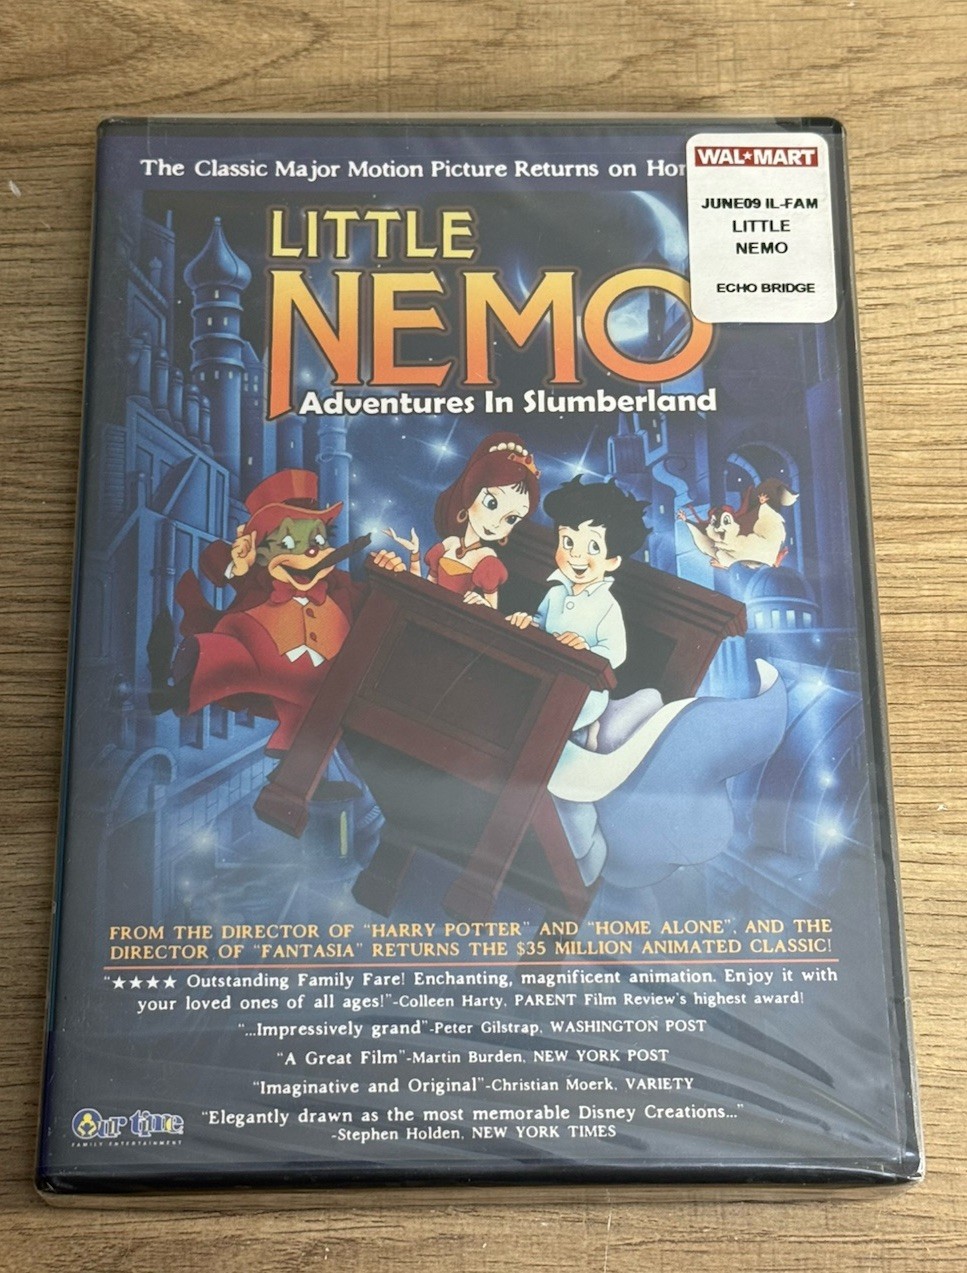 The Classic Major Motion Picture Returns on Hor
WAL★MART
JUNE09 IL-FAM
LITTLE
NEMO
ECHO BRIDGE
LITTLE
NEMO
Adventures In Slumberland
FROM THE DIRECTOR OF "HARRY POTTER" AND "HOME ALONE", AND THE
DIRECTOR OF "FANTASIA" RETURNS THE $35 MILLION ANIMATED CLASSIC!
"★★★★ Outstanding Family Fare! Enchanting, magnificent animation. Enjoy it with
your loved ones of all ages!"-Colleen Harty, PARENT Film Review's highest award!
"...Impressively grand"-Peter Gilstrap, WASHINGTON POST
"A Great Film"-Martin Burden, NEW YORK POST
"Imaginative and Original"-Christian Moerk, VARIETY
"Elegantly drawn as the most memorable Disney Creations..."
-Stephen Holden, NEW YORK TIMES
Our time
FAMILY ENTERTAINMENT